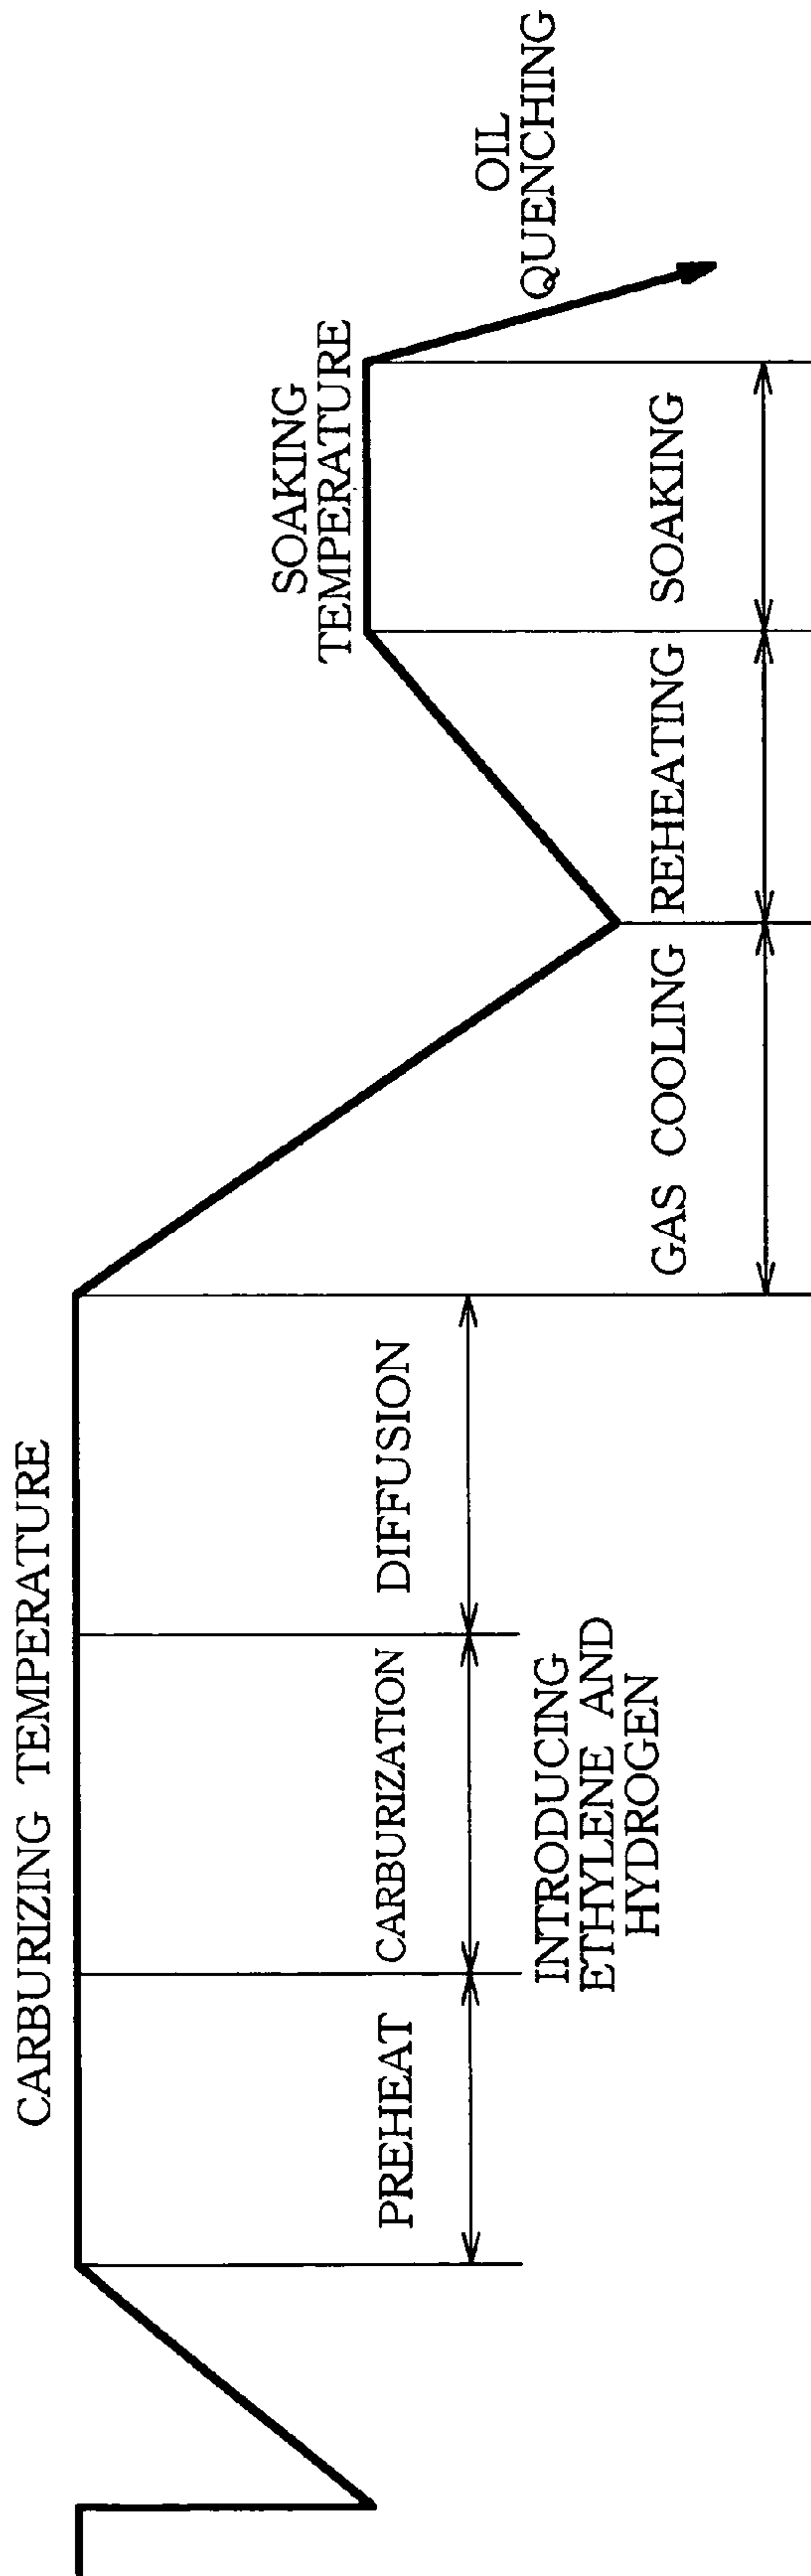 CARBURIZING TEMPERATURE
PREHEAT
CARBURIZATION
DIFFUSION
INTRODUCING
ETHYLENE AND
HYDROGEN
GAS COOLING
REHEATING
SOAKING
TEMPERATURE
SOAKING
OIL
QUENCHING